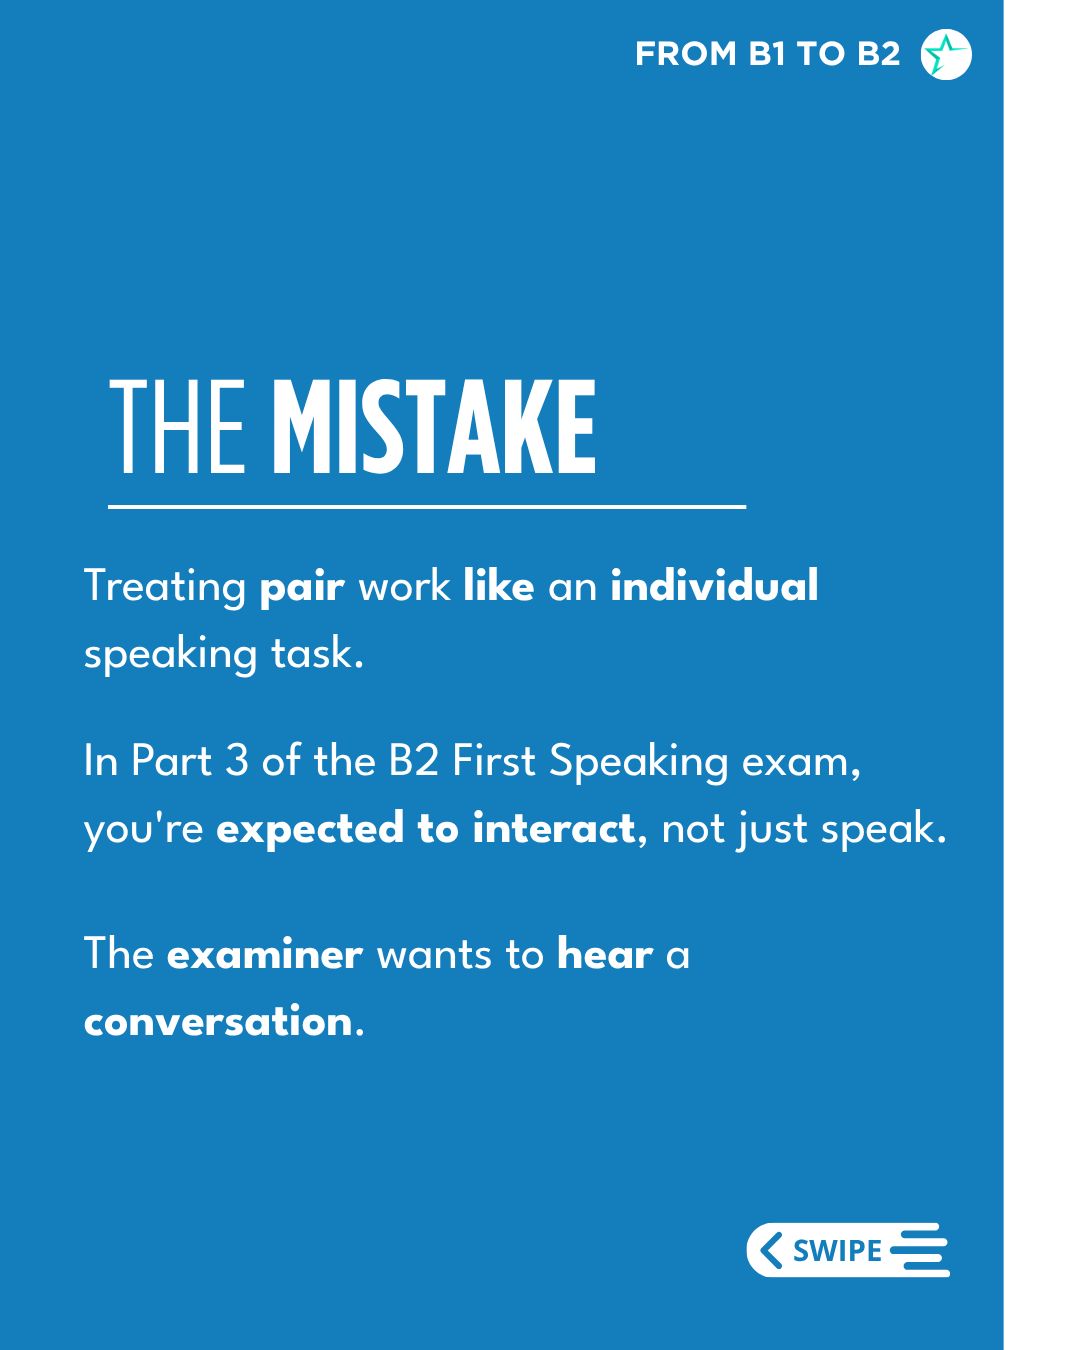 FROM B1 TO B2
THE MISTAKE
Treating pair work like an individual
speaking task.
In Part 3 of the B2 First Speaking exam,
you're expected to interact, not just speak.
The examiner wants to hear a
conversation.
SWIPE